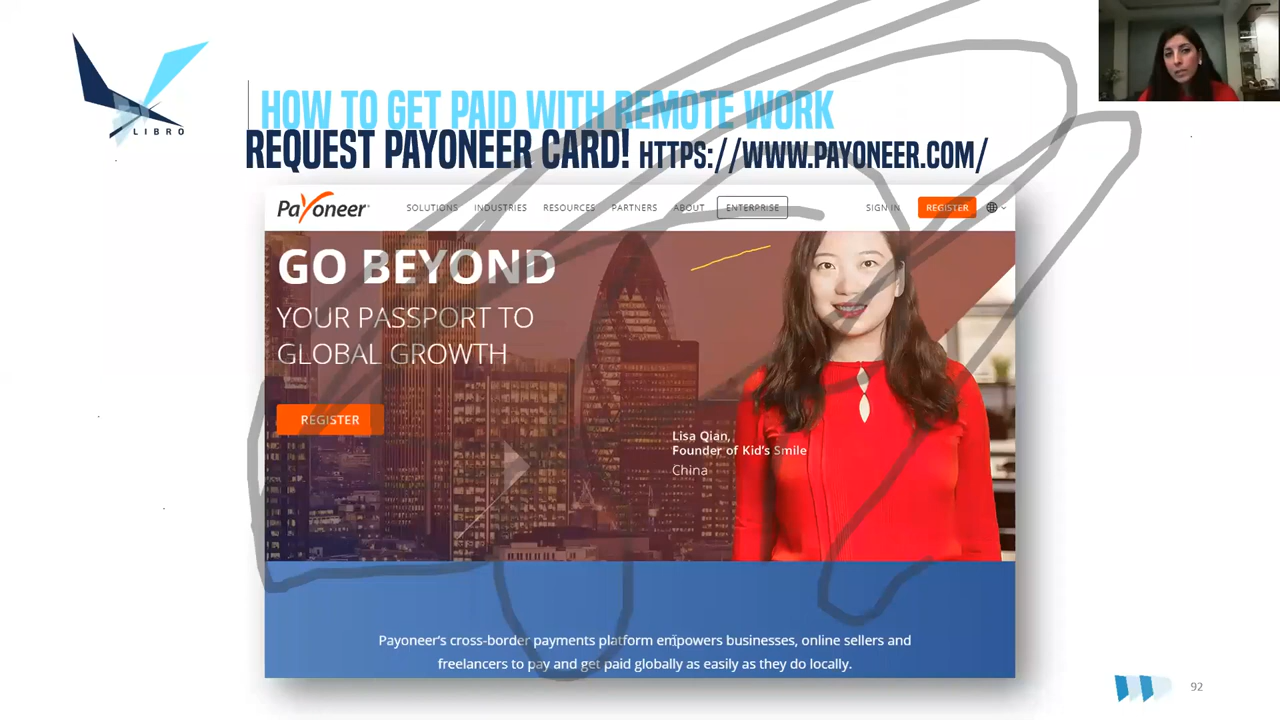 HOW TO GET PAID WITH REMOTE WORK
REQUEST PAYONEER CARD! HTTPS://WWW.PAYONEER.COM/
LIBRO
Payoneer SOLUTIONS INDUSTRIES RESOURCES PARTNERS ABOUT ENTERPRISE SIGN IN REGISTER
GO BEYOND
YOUR PASSPORT TO
GLOBAL GROWTH
REGISTER
Lisa Qian,
Founder of Kid's Smile
China
Payoneer's cross-border payments platform empowers businesses, online sellers and
freelancers to pay and get paid globally as easily as they do locally.
92